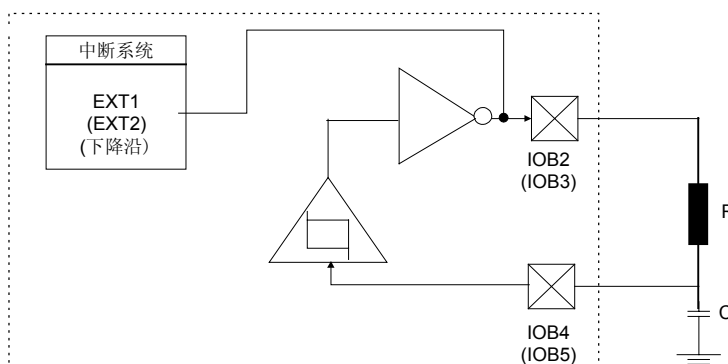 中断系统
EXT1
(EXT2)
(下降沿）
IOB2
(IOB3)
R
IOB4
(IOB5)
C